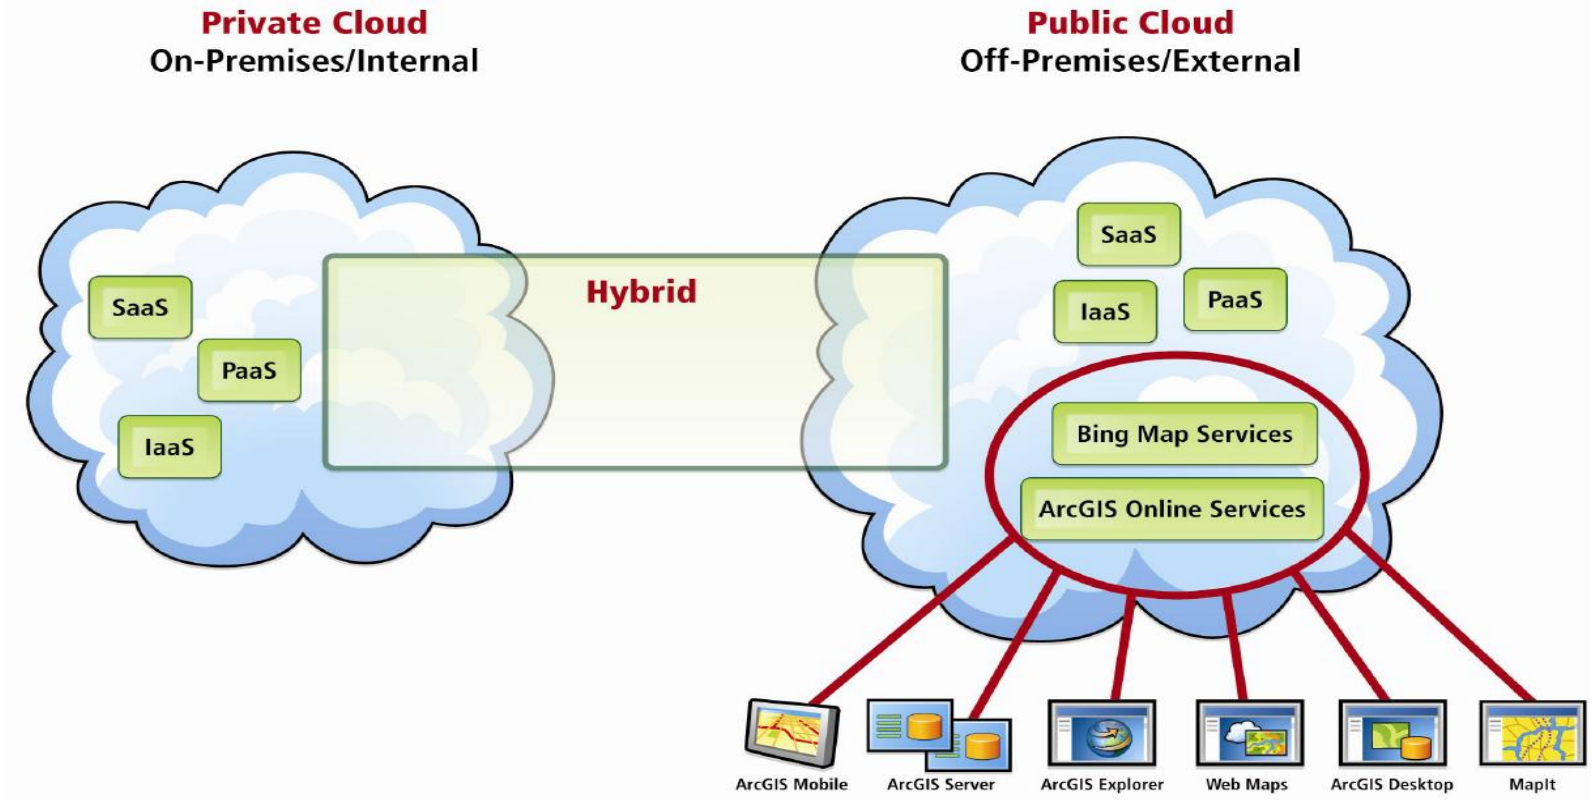 Private Cloud
On-Premises/Internal
Public Cloud
Off-Premises/External
SaaS
PaaS
IaaS
Hybrid
SaaS
IaaS
PaaS
Bing Map Services
ArcGIS Online Services
ArcGIS Mobile
ArcGIS Server
ArcGIS Explorer
Web Maps
ArcGIS Desktop
MapIt